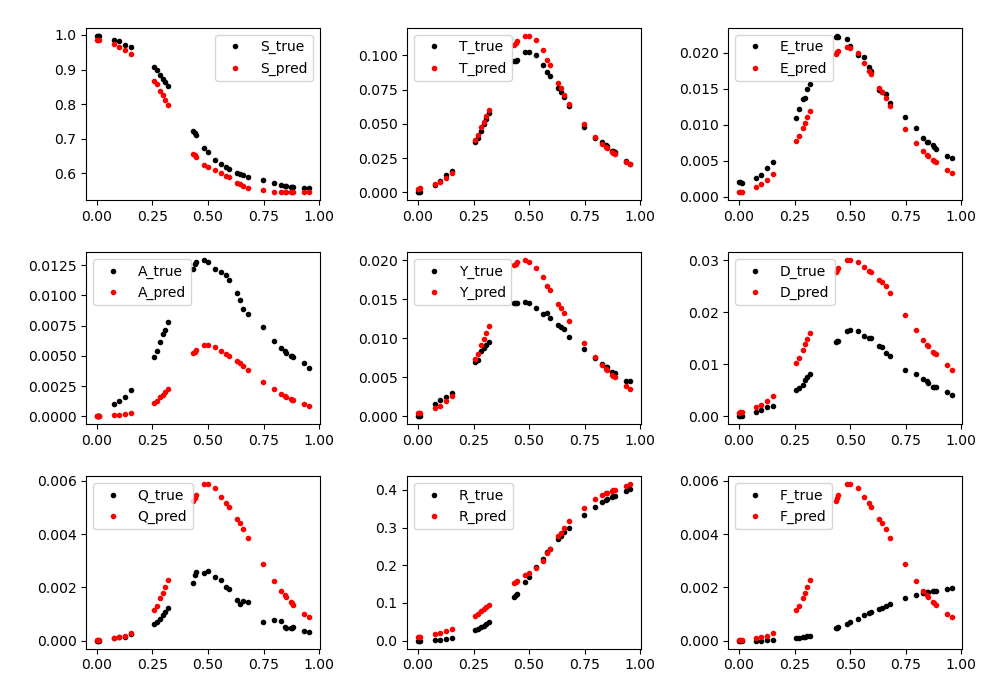 1.0
0.9
0.8
0.7
0.6
0.00 0.25 0.50 0.75 1.00
S_true
S_pred
0.100
0.075
0.050
0.025
0.000
0.00 0.25 0.50 0.75 1.00
T_true
T_pred
0.020
0.015
0.010
0.005
0.000
0.00 0.25 0.50 0.75 1.00
E_true
E_pred
0.0125
0.0100
0.0075
0.0050
0.0025
0.0000
0.00 0.25 0.50 0.75 1.00
A_true
A_pred
0.020
0.015
0.010
0.005
0.000
0.00 0.25 0.50 0.75 1.00
Y_true
Y_pred
0.03
0.02
0.01
0.00
0.00 0.25 0.50 0.75 1.00
D_true
D_pred
0.006
0.004
0.002
0.000
0.00 0.25 0.50 0.75 1.00
Q_true
Q_pred
0.4
0.3
0.2
0.1
0.0
0.00 0.25 0.50 0.75 1.00
R_true
R_pred
0.006
0.004
0.002
0.000
0.00 0.25 0.50 0.75 1.00
F_true
F_pred